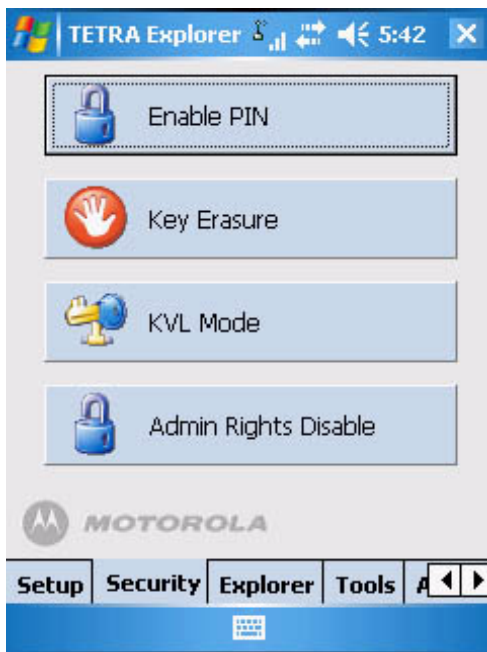 TETRA Explorer 5:42
Enable PIN
Key Erasure
KVL Mode
Admin Rights Disable
MOTOROLA
Setup Security Explorer Tools